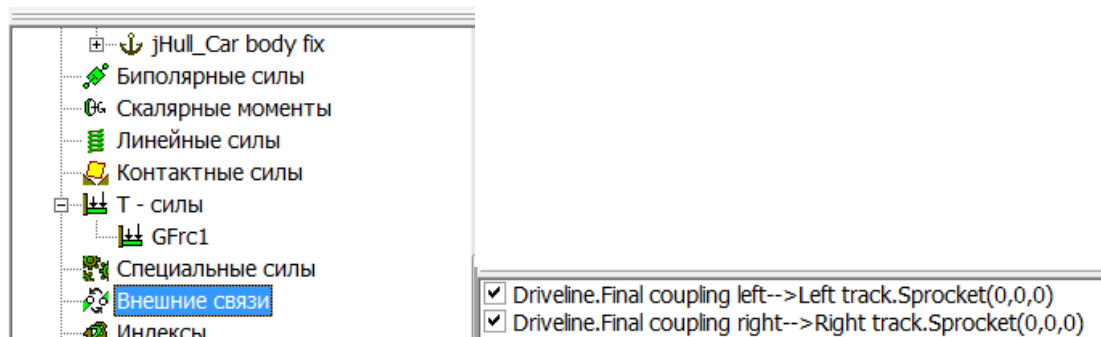 jHull_Car body fix
Биполярные силы
Скалярные моменты
Линейные силы
Контактные силы
Т - силы
GFrc1
Специальные силы
Внешние связи
Индексы
Driveline.Final coupling left-->Left track.Sprocket(0,0,0)
Driveline.Final coupling right-->Right track.Sprocket(0,0,0)